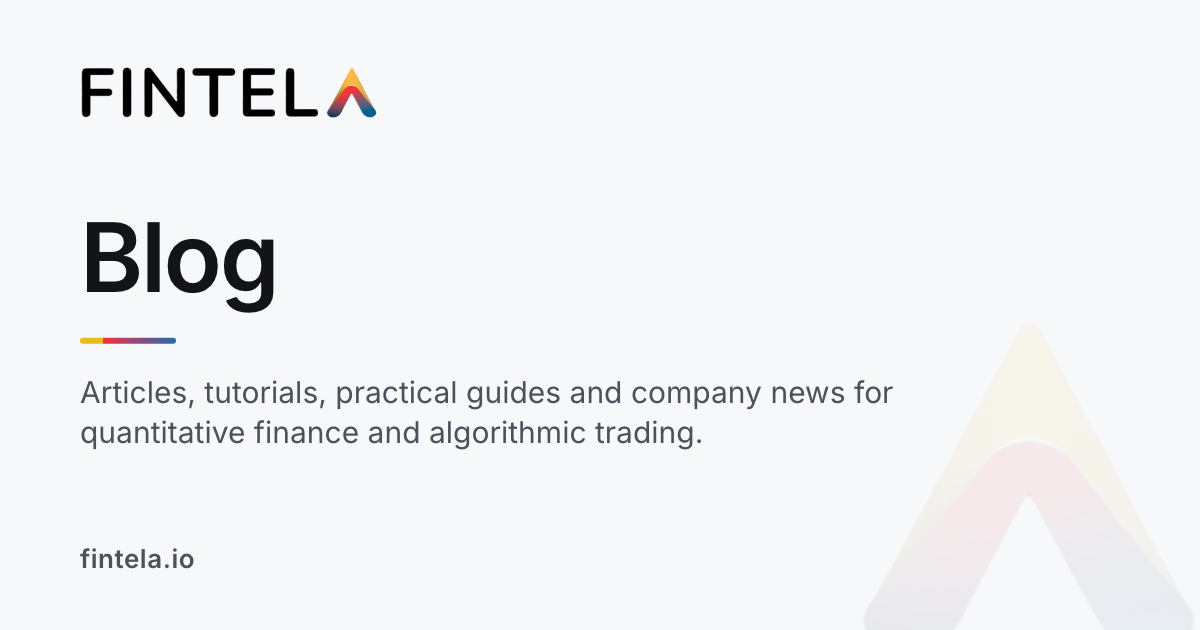 FINTELA
Blog
Articles, tutorials, practical guides and company news for
quantitative finance and algorithmic trading.
fintela.io